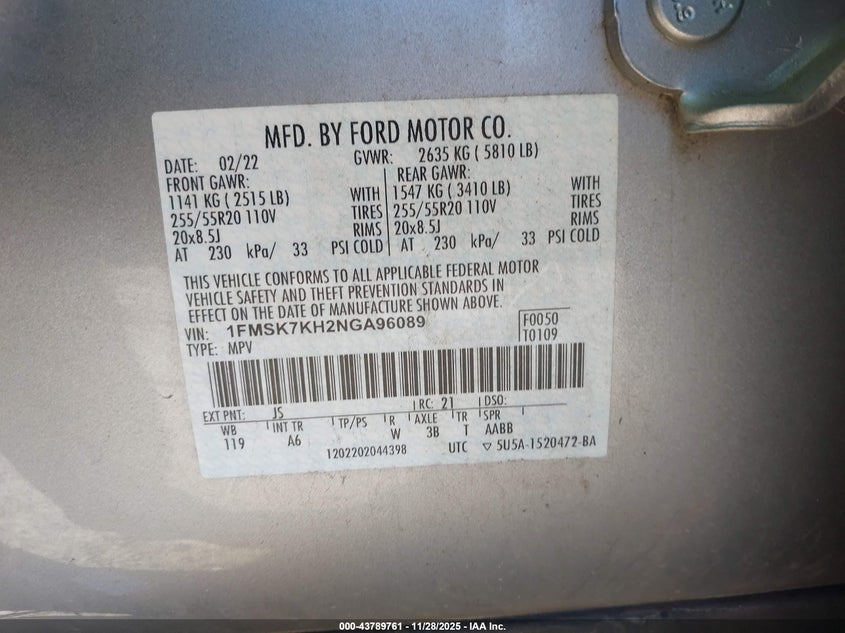 MFD. BY FORD MOTOR CO.
DATE: 02/22 GVWR: 2635 KG ( 5810 LB)
FRONT GAWR: REAR GAWR:
1141 KG ( 2515 LB) WITH 1547 KG ( 3410 LB) WITH
255/55R20 110V TIRES 255/55R20 110V TIRES
20x8.5J RIMS 20x8.5J RIMS
AT 230 kPa/ 33 PSI COLD AT 230 kPa/ 33 PSI COLD
THIS VEHICLE CONFORMS TO ALL APPLICABLE FEDERAL MOTOR
VEHICLE SAFETY AND THEFT PREVENTION STANDARDS IN
EFFECT ON THE DATE OF MANUFACTURE SHOWN ABOVE.
VIN: 1FMSK7KH2NGA96089 F0050
TYPE: MPV T0109
EXT PNT: JS RC: 21 DSO:
WB INT TR TP/PS R AXLE TR SPR
119 A6 W 3B T AABB
1202202044398 UTC ▽ 5U5A-1520472-BA
000-43789761 | 11/28/2025 | IAA Inc.